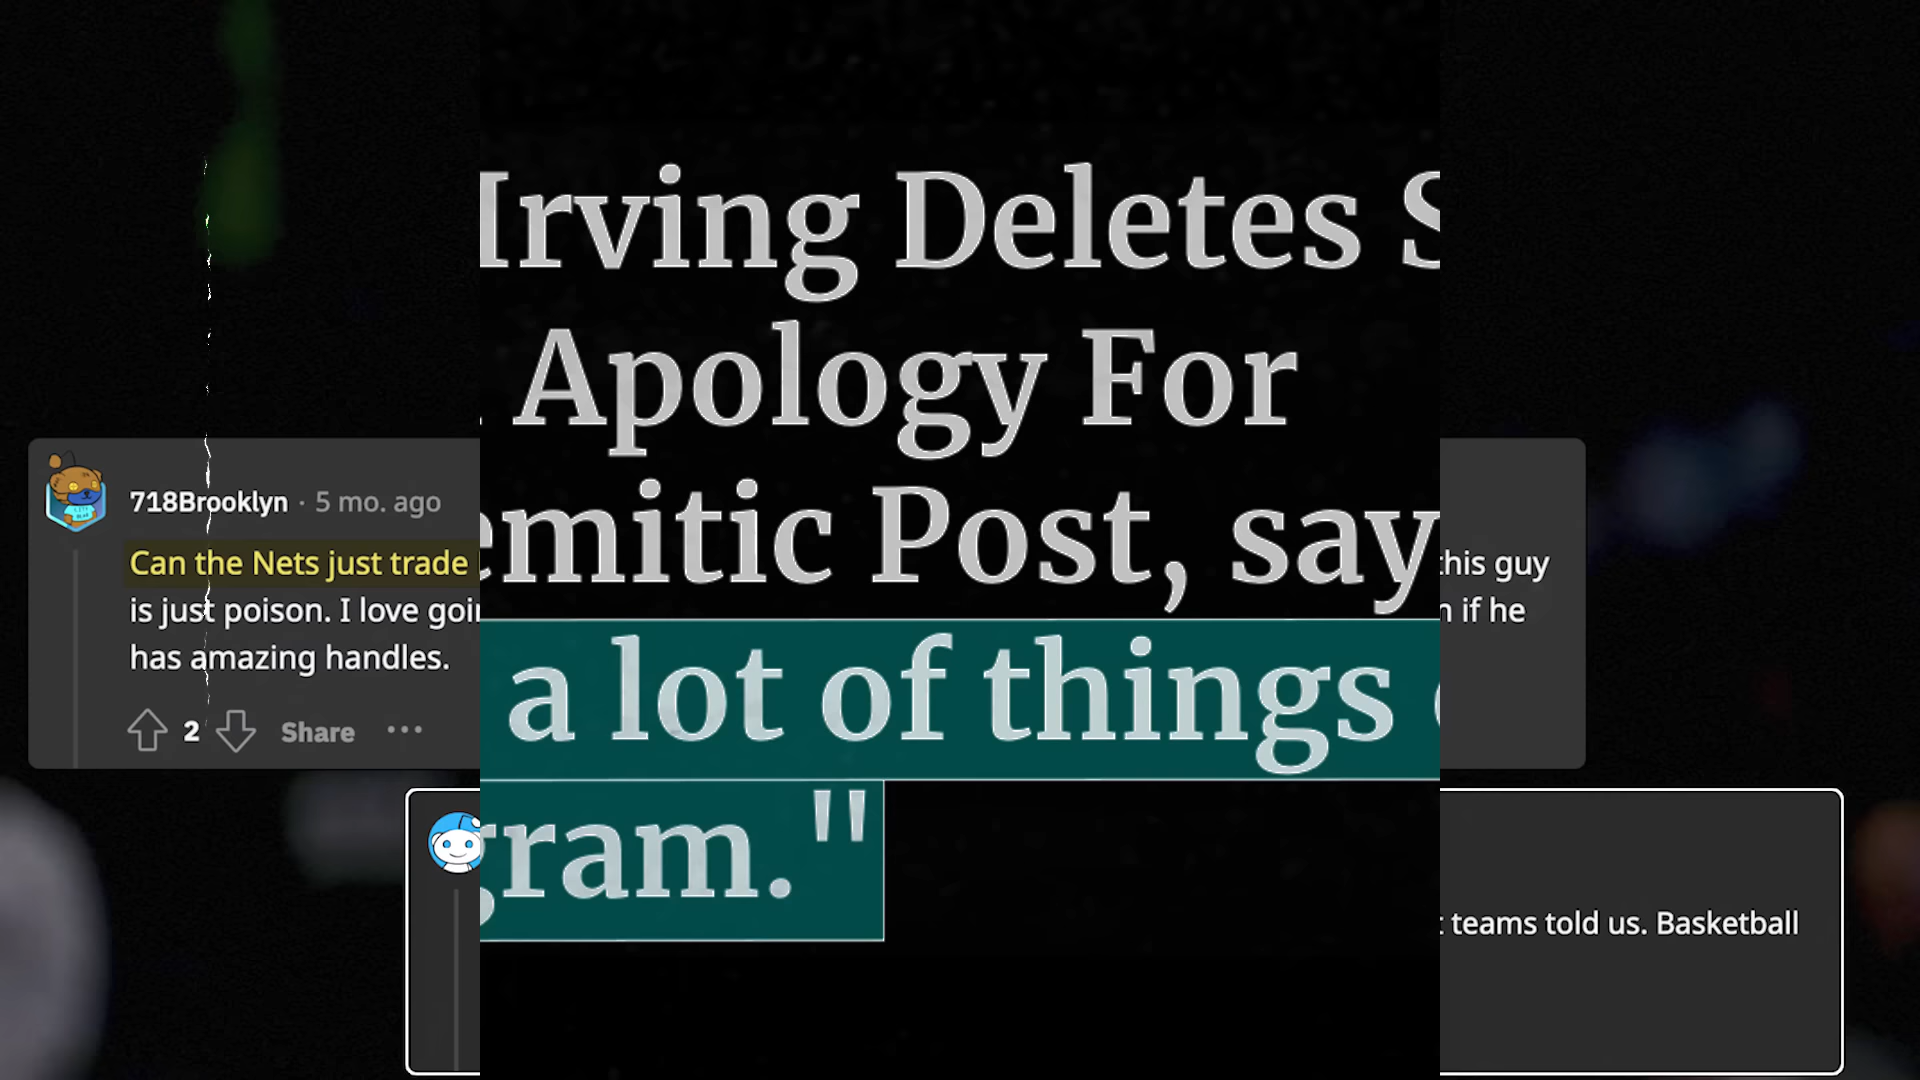 Irving Deletes S
Apology For
emitic Post, say
a lot of things
gram."
718Brooklyn · 5 mo. ago
Can the Nets just trade
this guy
is just poison. I love goin
if he
has amazing handles.
2 Share ···
teams told us. Basketball